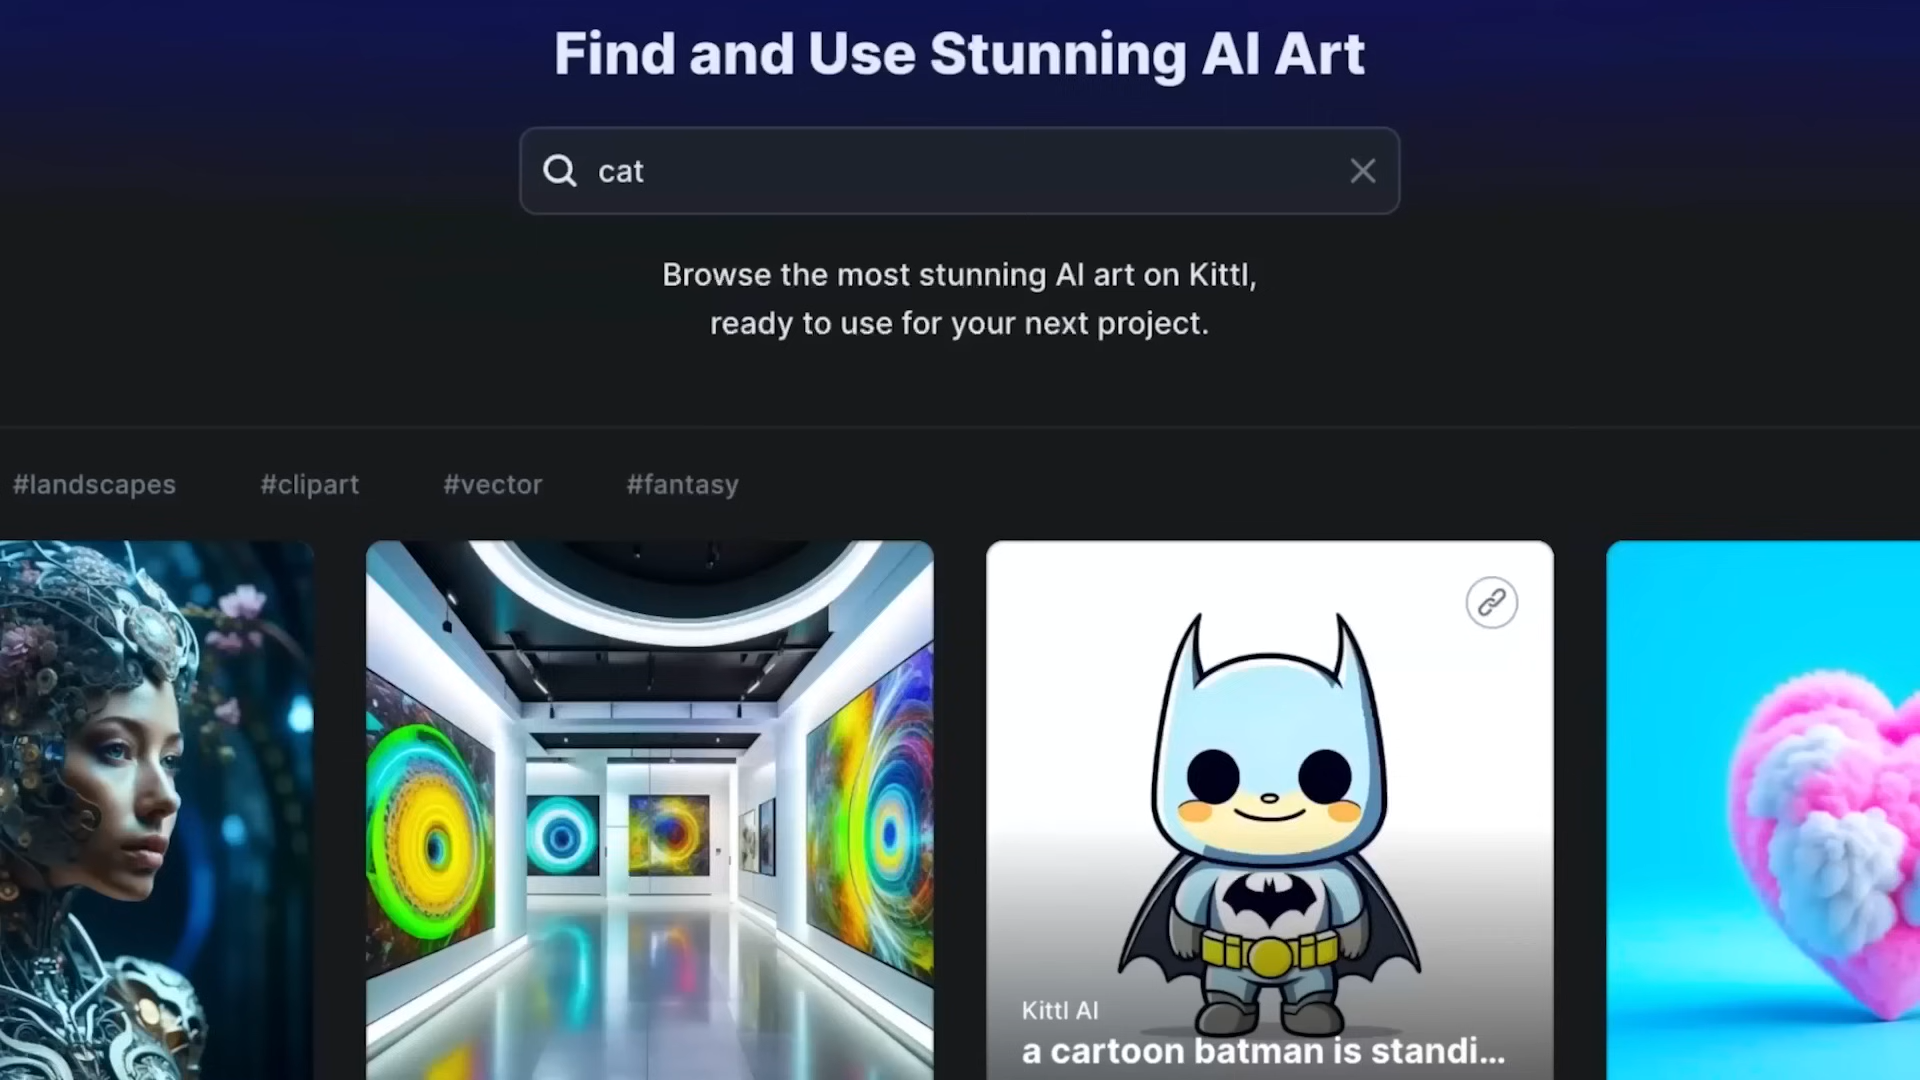 Find and Use Stunning AI Art
cat
Browse the most stunning AI art on Kittl,
ready to use for your next project.
#landscapes #clipart #vector #fantasy
Kittl AI
a cartoon batman is standi...